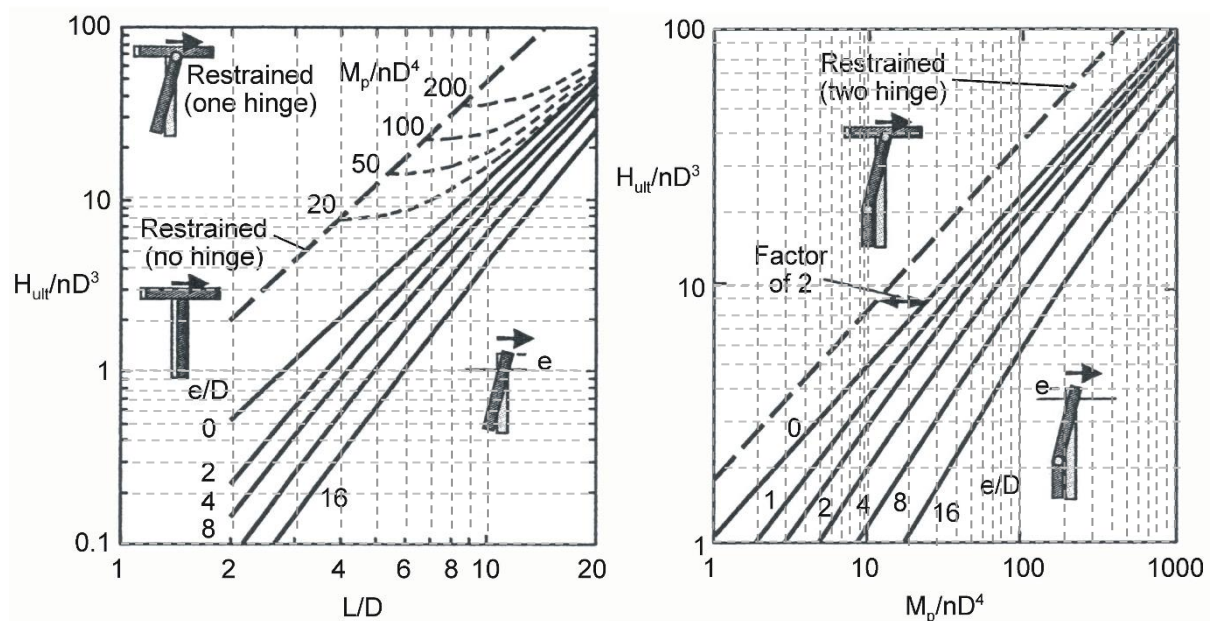 100
Restrained
(one hinge)
Mₚ/nD⁴
200
100
50
20
10
Restrained
(no hinge)
Hᵤₗₜ/nD³
1
e/D
0
2
4
8
16
e
0.1
1
2
4
6
8
10
20
L/D
100
Restrained
(two hinge)
Hᵤₗₜ/nD³
Factor
of 2
10
e
0
1
2
4
8
16
e/D
1
1
10
100
1000
Mₚ/nD⁴